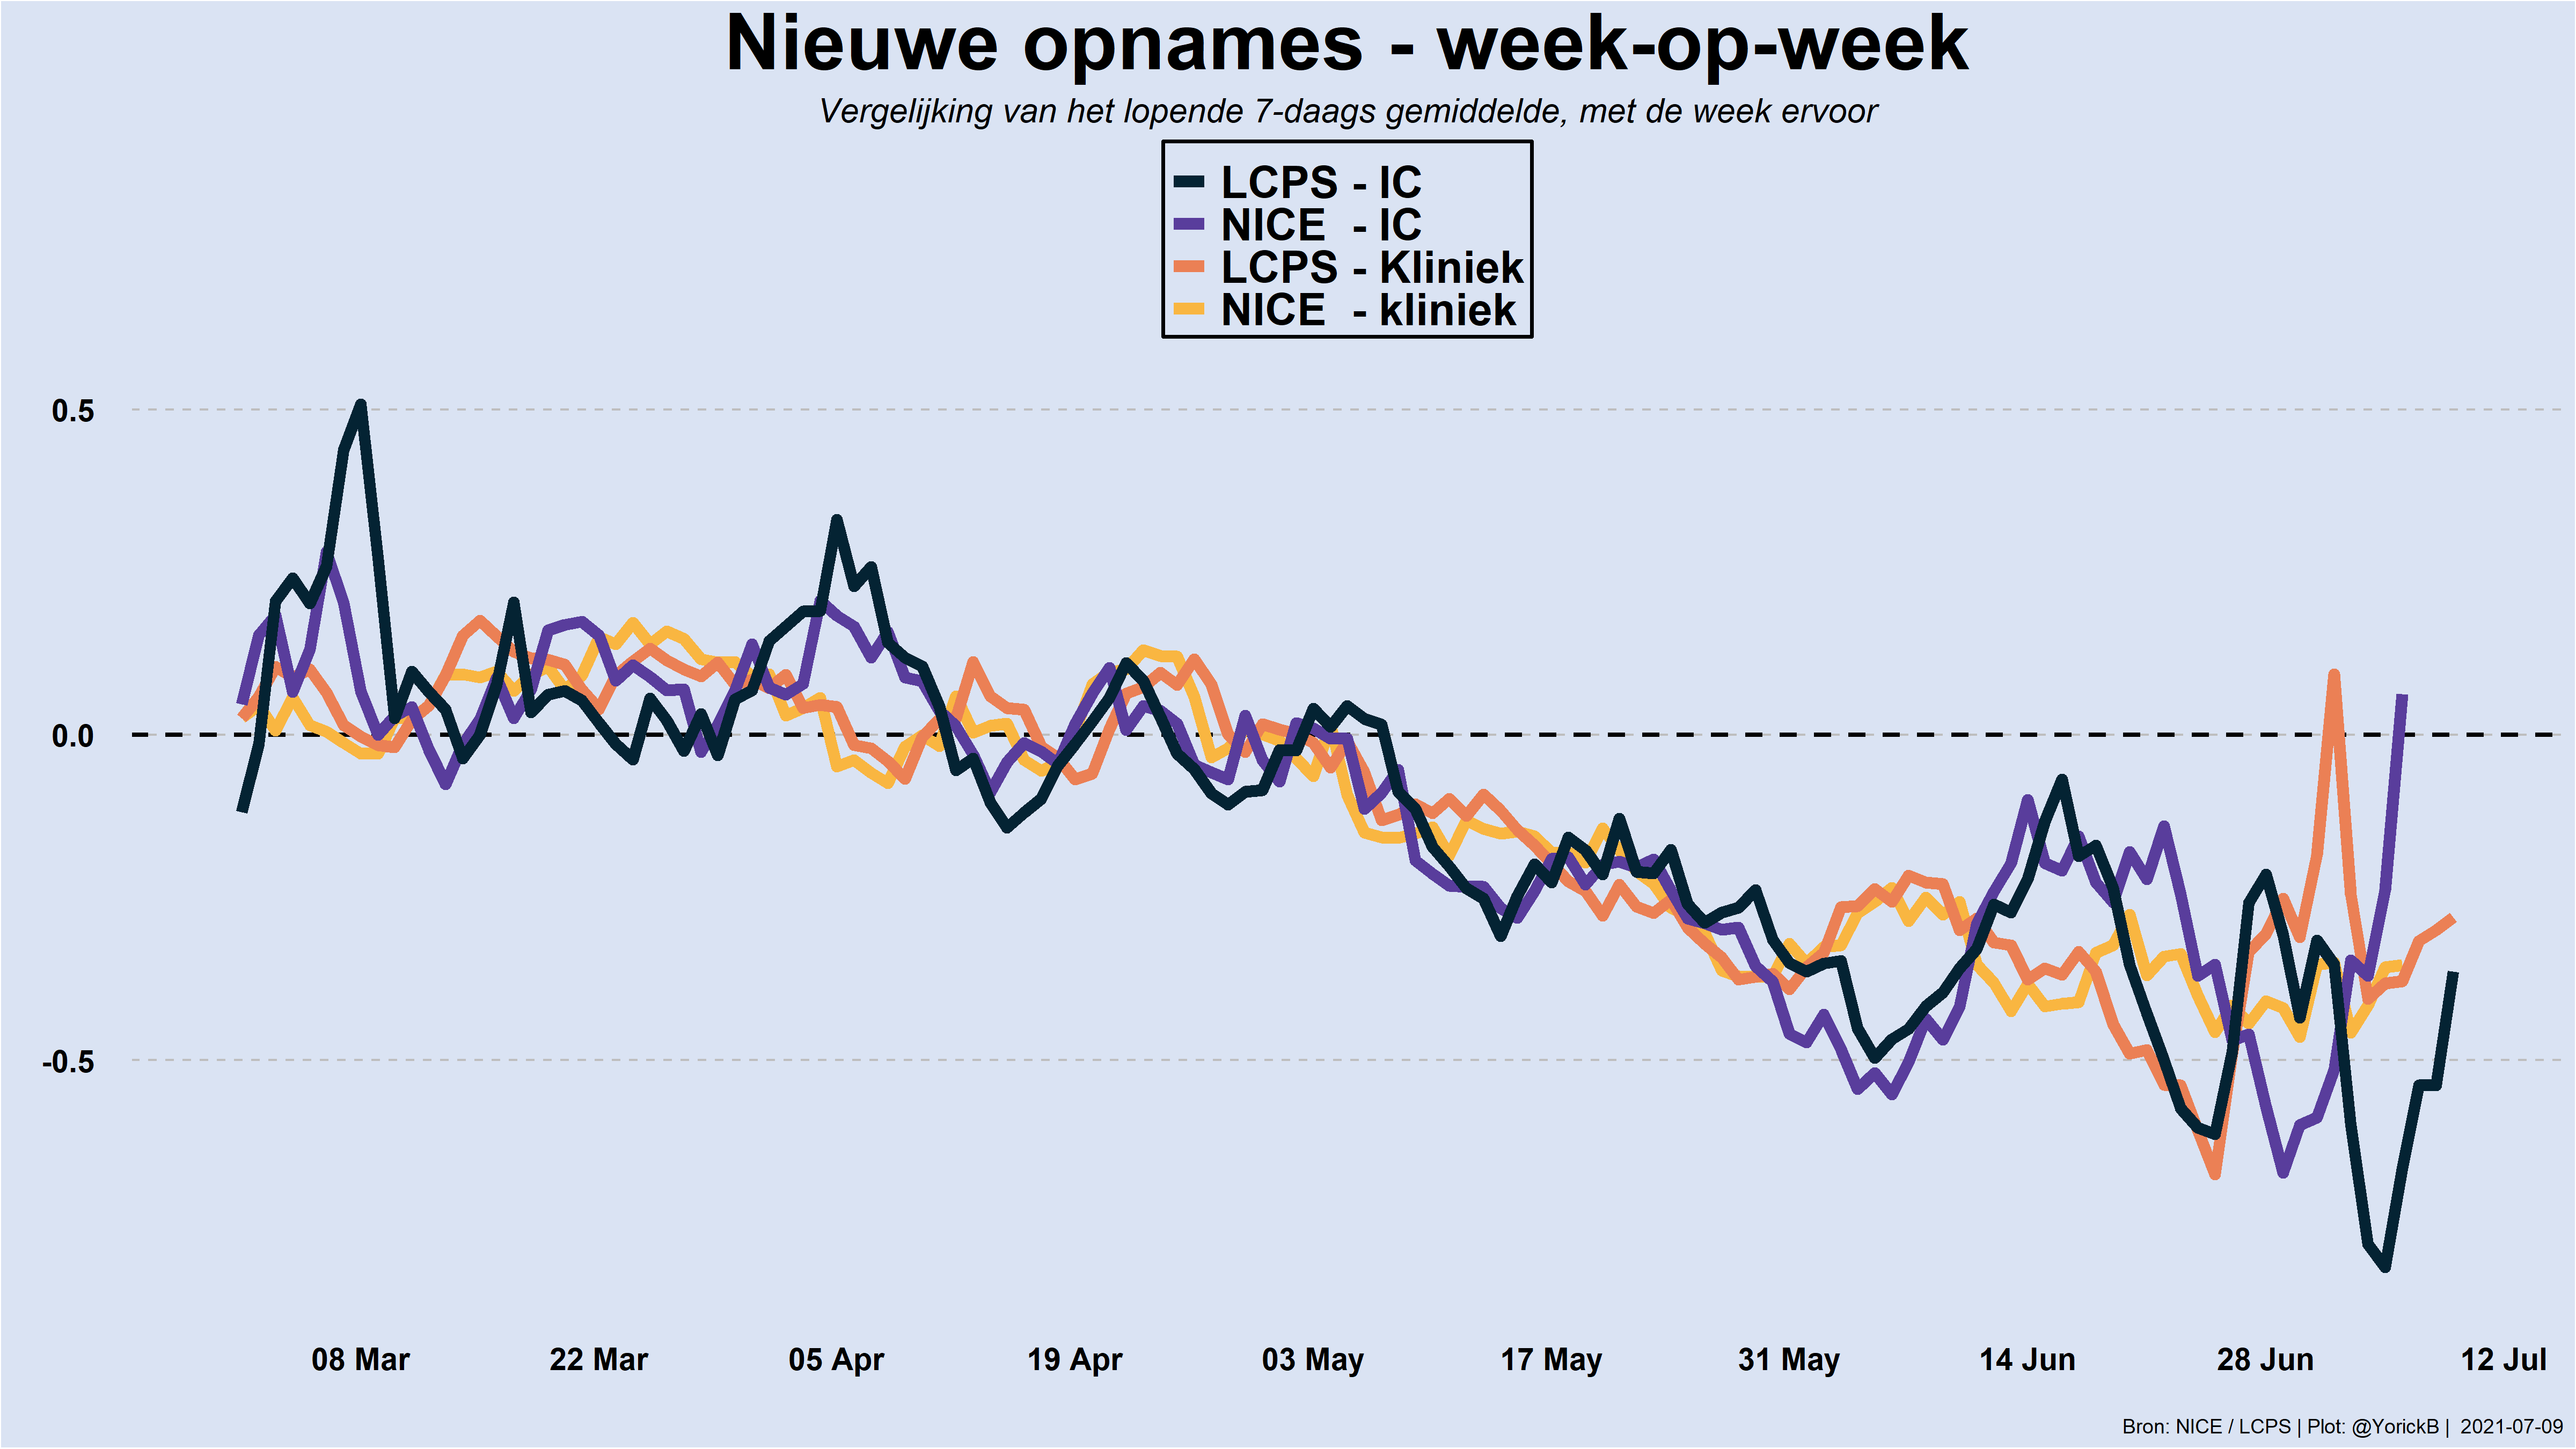 Nieuwe opnames - week-op-week
Vergelijking van het lopende 7-daags gemiddelde, met de week ervoor
LCPS - IC
NICE - IC
LCPS - Kliniek
NICE - kliniek
0.5
0.0
-0.5
08 Mar 22 Mar 05 Apr 19 Apr 03 May 17 May 31 May 14 Jun 28 Jun 12 Jul
Bron: NICE / LCPS | Plot: @YorickB | 2021-07-09